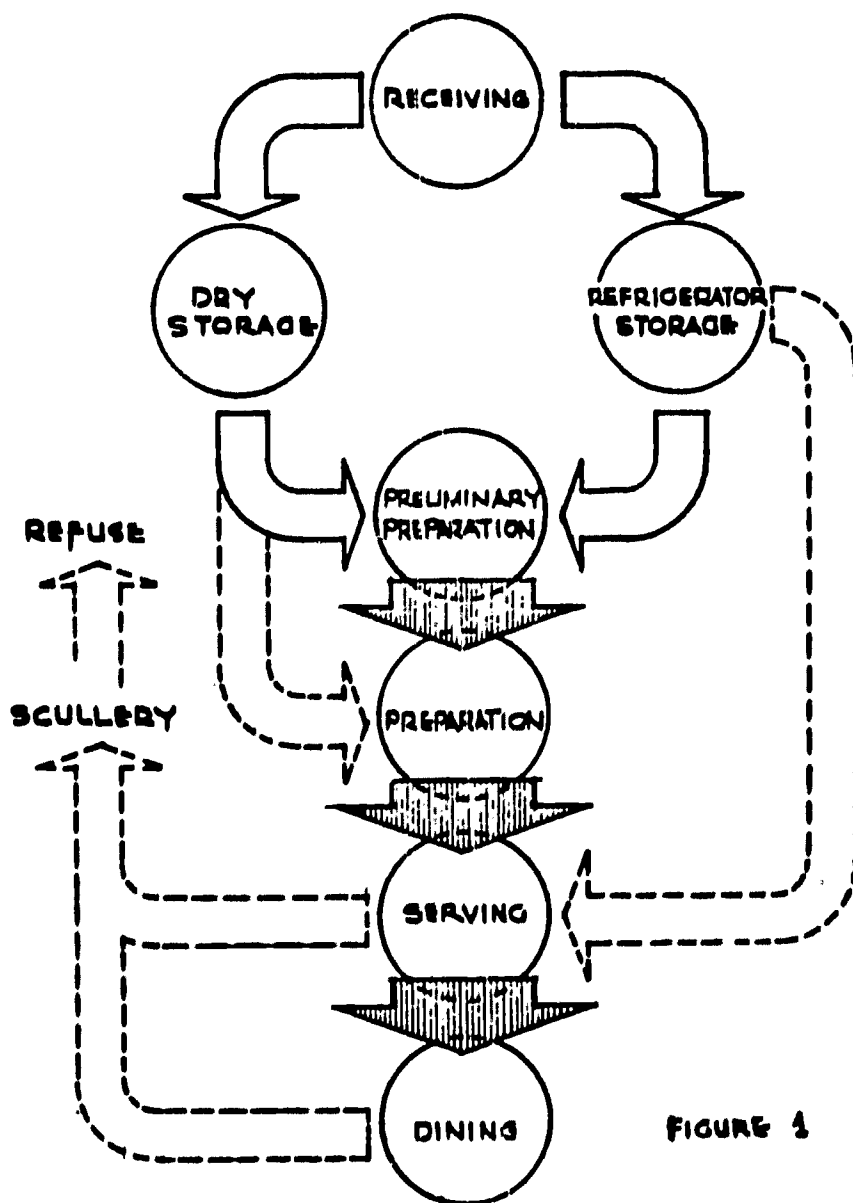 RECEIVING
DRY
STORAGE
REFRIGERATOR
STORAGE
PRELIMINARY
PREPARATION
REFUSE
SCULLERY
PREPARATION
SERVING
DINING
FIGURE 1